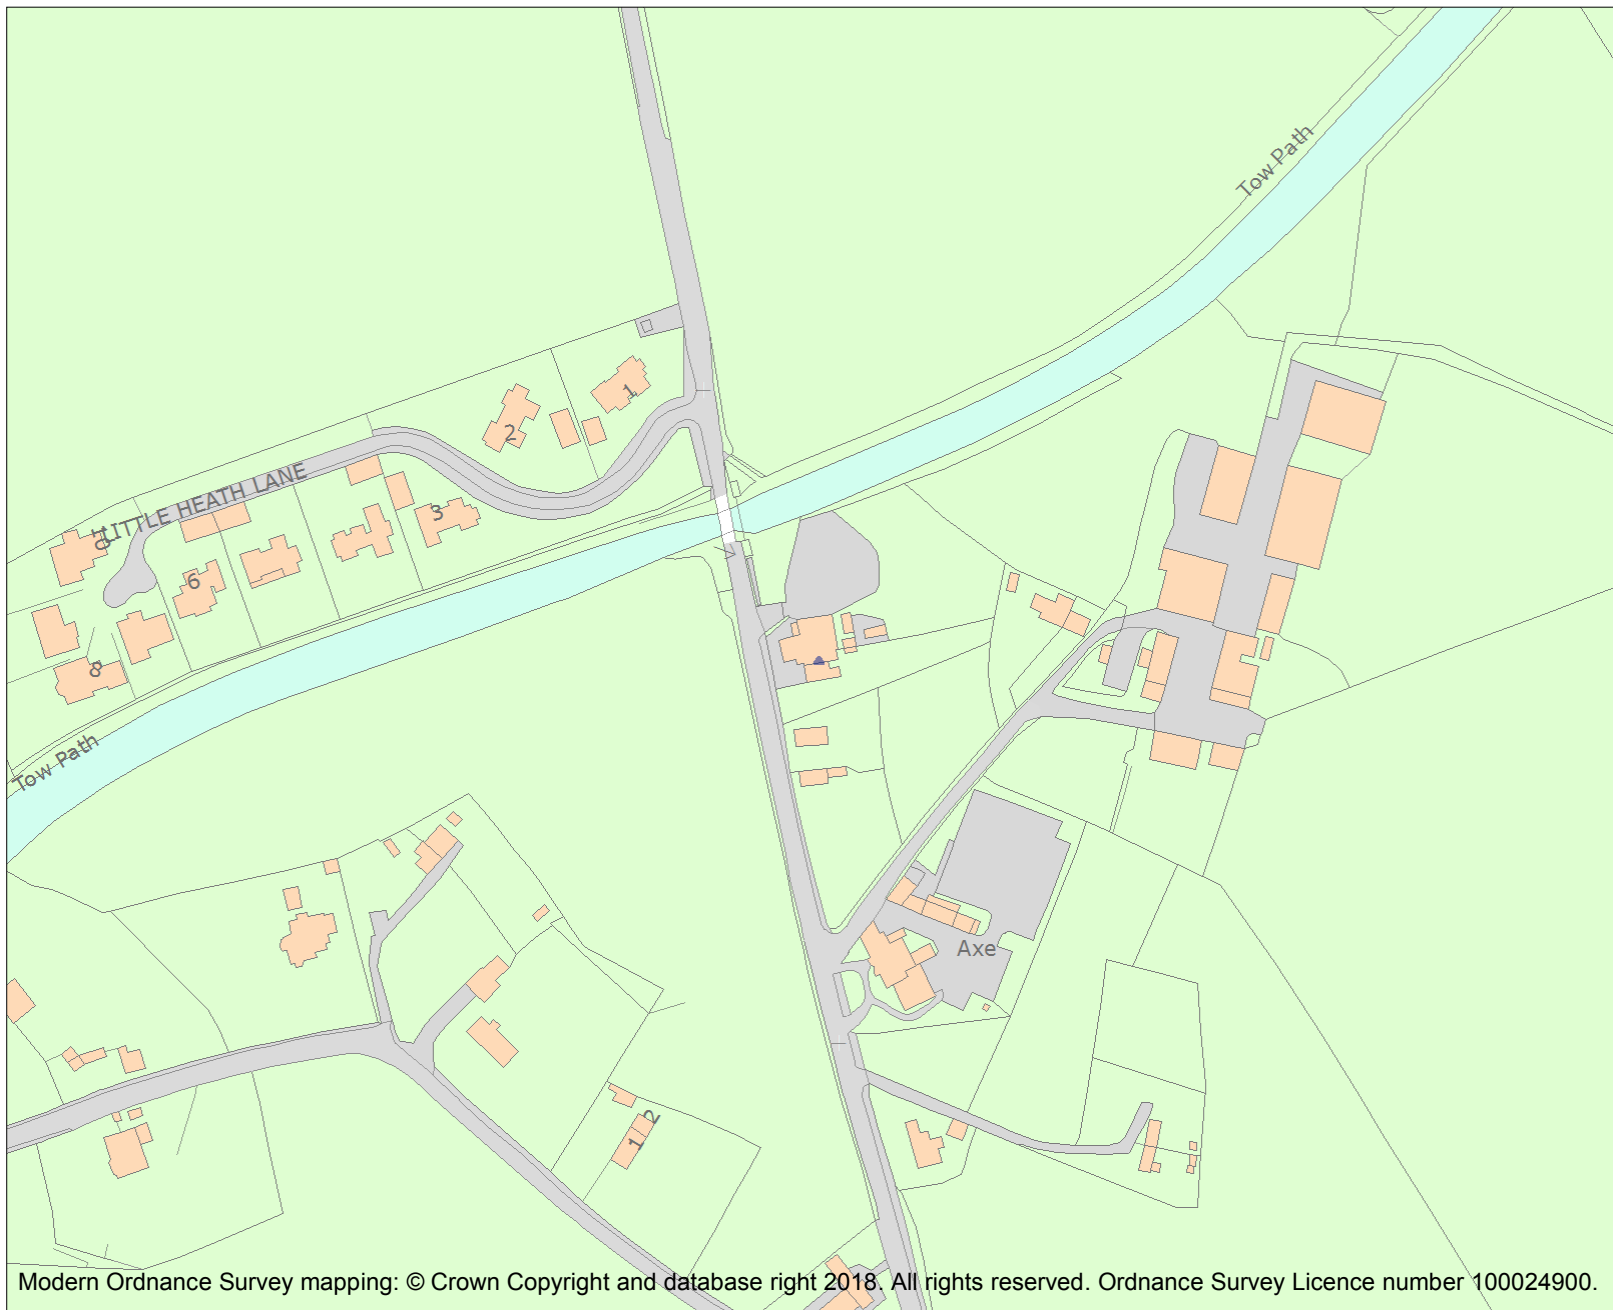 Tow Path
1
2
LITTLE HEATH LANE
3
6
8
Tow Path
Axe
2
1
Modern Ordnance Survey mapping: © Crown Copyright and database right 2018. All rights reserved. Ordnance Survey Licence number 100024900.